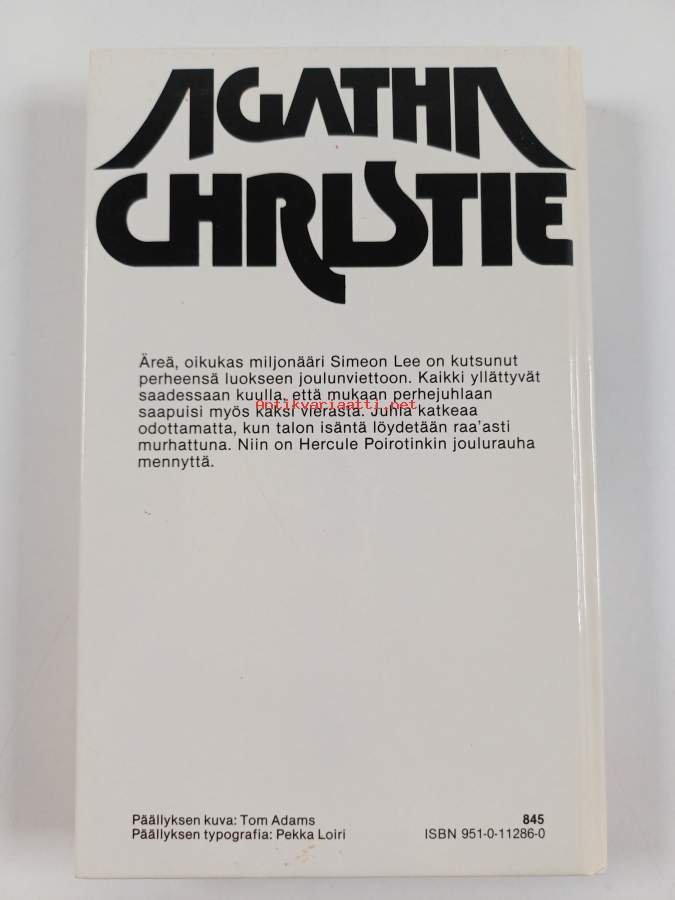 AGATHA
CHRISTIE
Äreä, oikukas miljonääri Simeon Lee on kutsunut
perheensä luokseen joulunviettoon. Kaikki yllättyvät
saadessaan kuulla, että mukaan perhejuhlaan
Antikvariaatti.net
saapuisi myös kaksi vierasta. Juhla katkeaa
odottamatta, kun talon isäntä löydetään raa'asti
murhattuna. Niin on Hercule Poirotinkin joulurauha
mennyttä.
Päällyksen kuva: Tom Adams
Päällyksen typografia: Pekka Loiri
845
ISBN 951-0-11286-0